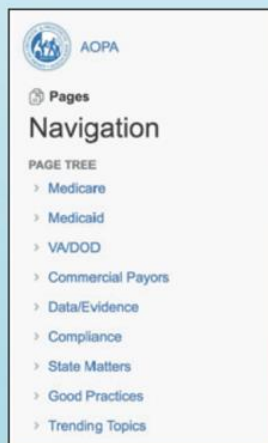 AOPA
Pages
Navigation
PAGE TREE
Medicare
Medicaid
VA/DOD
Commercial Payors
Data/Evidence
Compliance
State Matters
Good Practices
Trending Topics